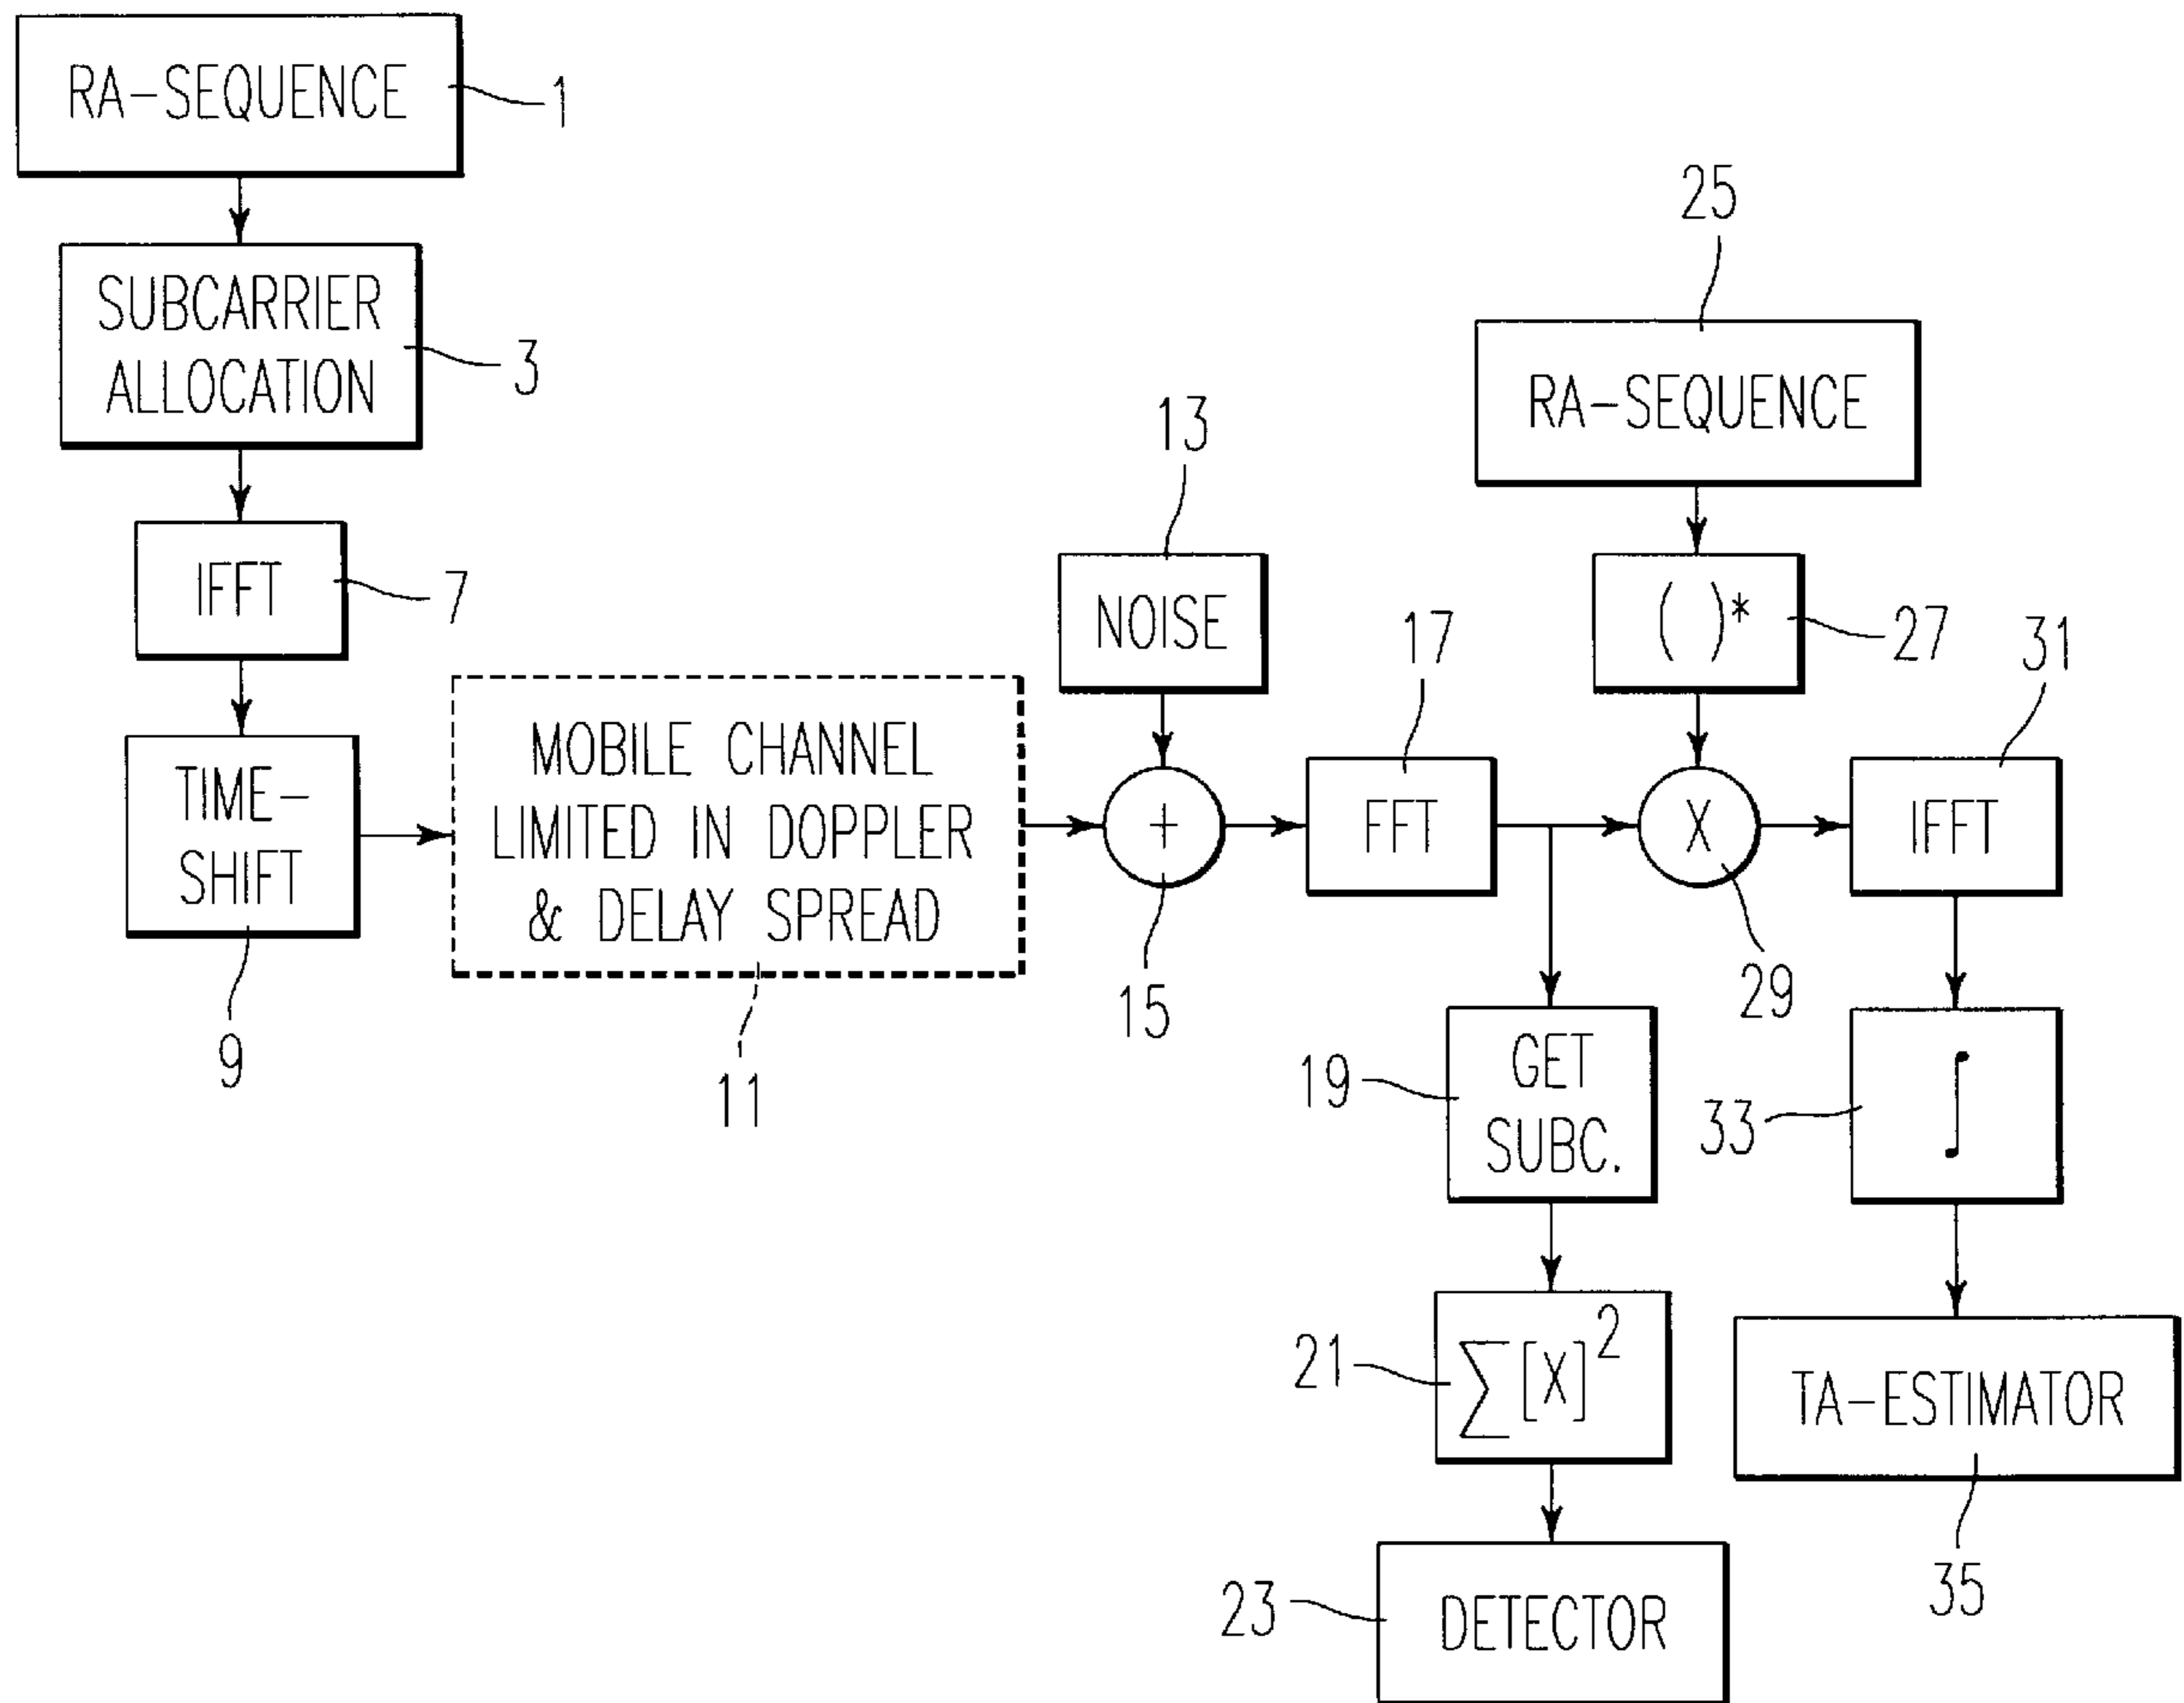 RA-SEQUENCE
1
SUBCARRIER
ALLOCATION
3
IFFT
7
TIME-
SHIFT
9
MOBILE CHANNEL
LIMITED IN DOPPLER
& DELAY SPREAD
11
13
NOISE
+
15
17
FFT
25
RA-SEQUENCE
( )*
27
X
29
31
IFFT
19
GET
SUBC.
33
∫
21
∑[X]²
23
DETECTOR
TA-ESTIMATOR
35